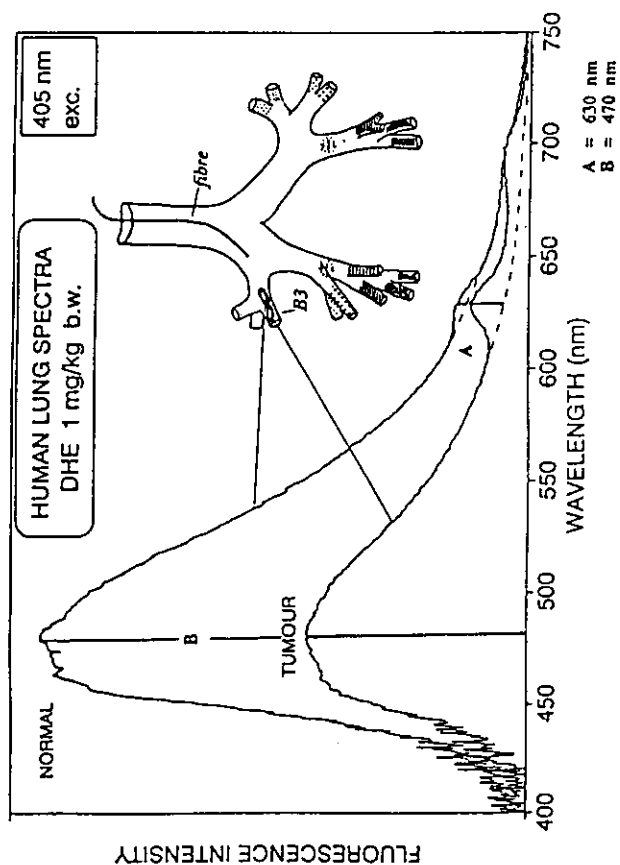 HUMAN LUNG SPECTRA
DHE 1 mg/kg b.w.
405 nm
exc.
NORMAL
B
TUMOUR
A
fibre
B3
FLUORESCENCE INTENSITY
400 450 500 550 600 650 700 750
WAVELENGTH (nm)
A = 630 nm
B = 470 nm